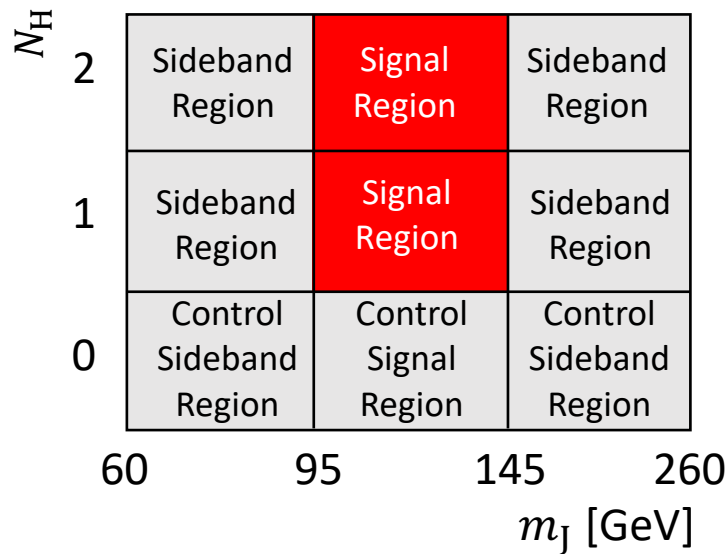 N_H
2
Sideband Region
Signal Region
Sideband Region
1
Sideband Region
Signal Region
Sideband Region
0
Control Sideband Region
Control Signal Region
Control Sideband Region
60 95 145 260
m_J [GeV]